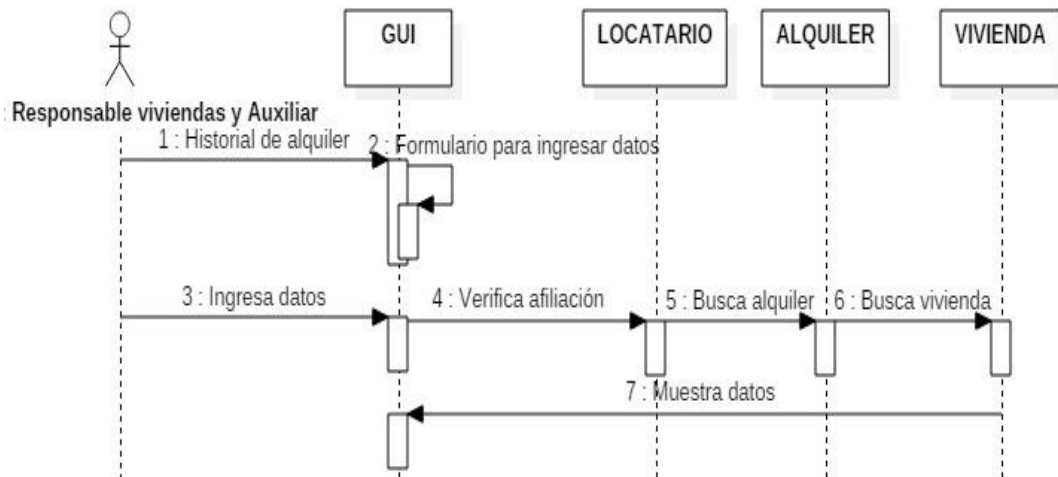 GUI
LOCATARIO
ALQUILER
VIVIENDA
: Responsable viviendas y Auxiliar
1 : Historial de alquiler
2 : Formulario para ingresar datos
3 : Ingresa datos
4 : Verifica afiliación
5 : Busca alquiler
6 : Busca vivienda
7 : Muestra datos